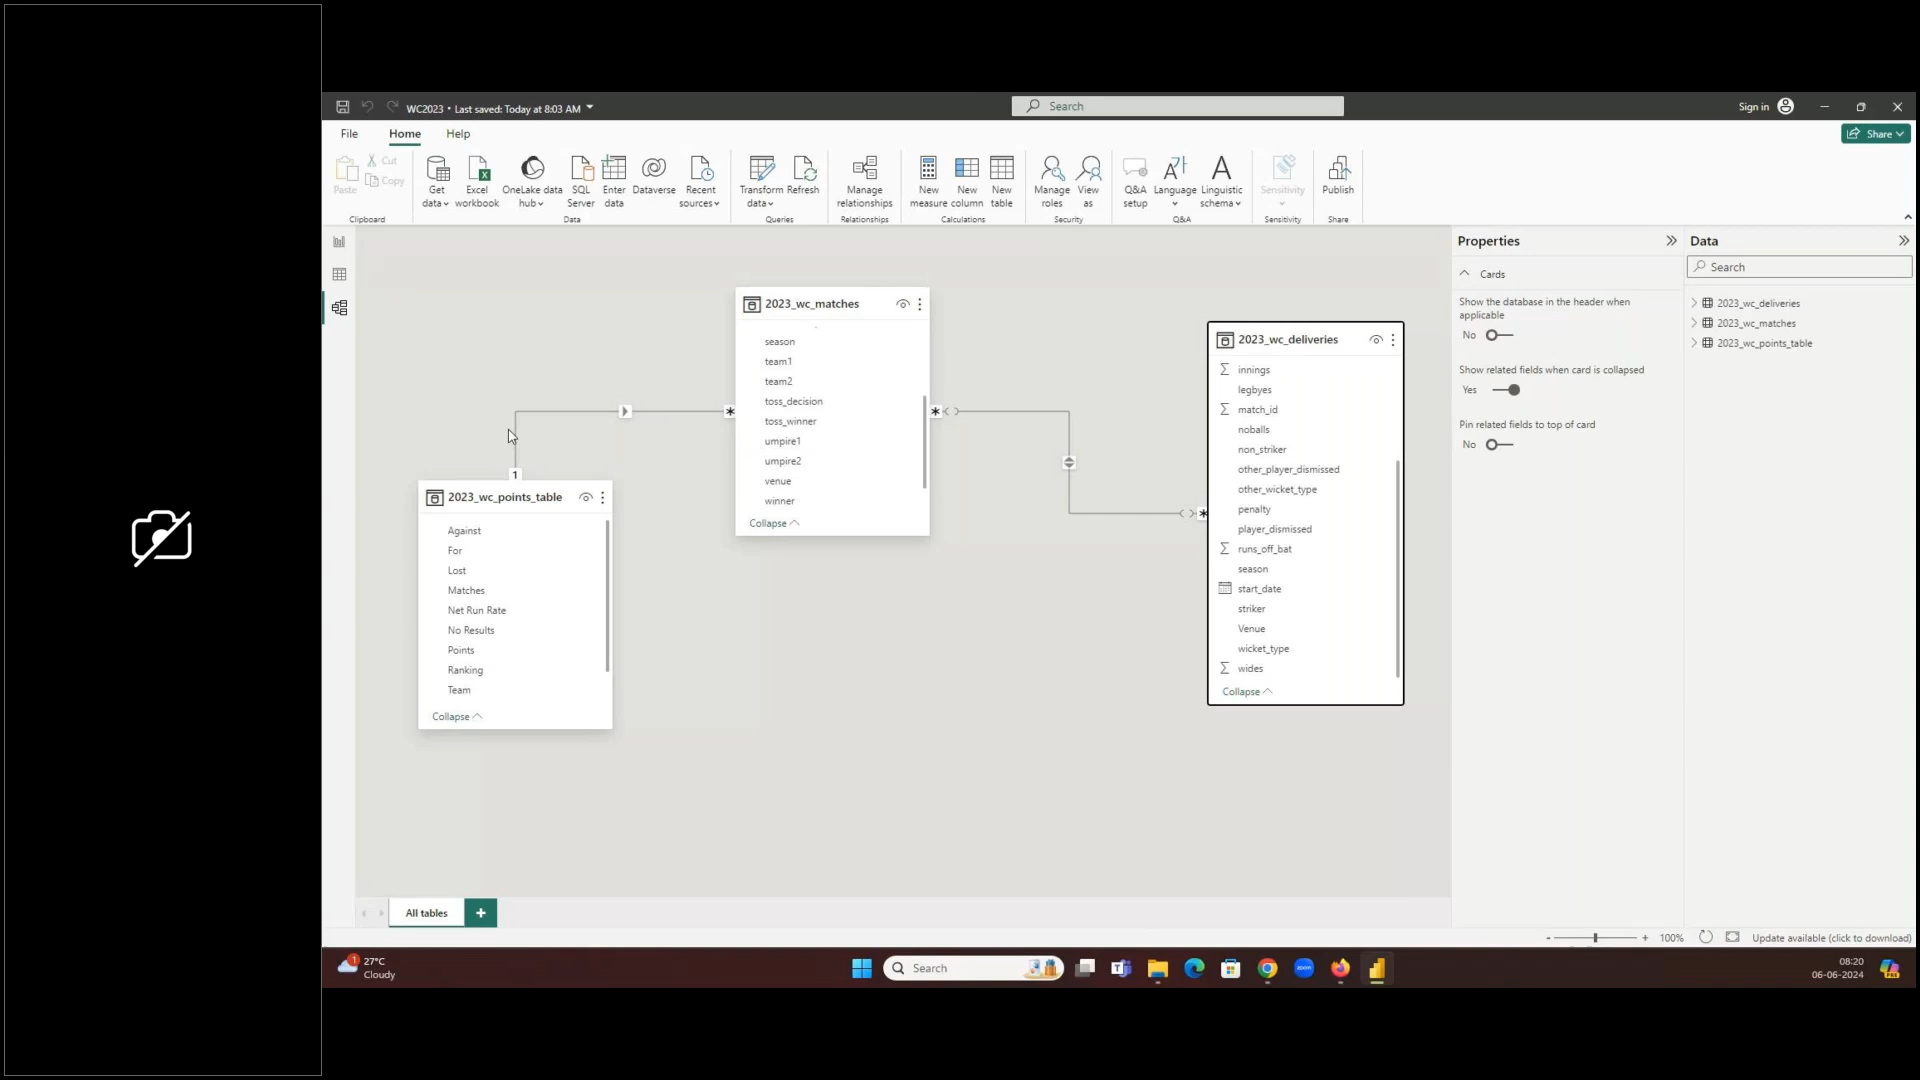 WC2023 • Last saved: Today at 8:03 AM
Search
Sign in
File
Home
Help
Share
Paste
Cut
Copy
Clipboard
Get data
Excel workbook
OneLake data hub
SQL Server
Enter data
Dataverse
Recent sources
Data
Transform data
Refresh
Queries
Manage relationships
Relationships
New measure
New column
New table
Calculations
Manage roles
View as
Security
Q&A setup
Language
Linguistic schema
Q&A
Sensitivity
Sensitivity
Publish
Share
2023_wc_matches
season
team1
team2
toss_decision
toss_winner
umpire1
umpire2
venue
winner
Collapse
1
*
*
*
2023_wc_points_table
Against
For
Lost
Matches
Net Run Rate
No Results
Points
Ranking
Team
Collapse
2023_wc_deliveries
innings
legbyes
match_id
noballs
non_striker
other_player_dismissed
other_wicket_type
penalty
player_dismissed
runs_off_bat
season
start_date
striker
Venue
wicket_type
wides
Collapse
Properties
Cards
Show the database in the header when
applicable
No
Show related fields when card is collapsed
Yes
Pin related fields to top of card
No
Data
Search
2023_wc_deliveries
2023_wc_matches
2023_wc_points_table
All tables
+
- + 100%
Update available (click to download)
1
27°C
Cloudy
Search
zoom
08:20
06-06-2024
PRE